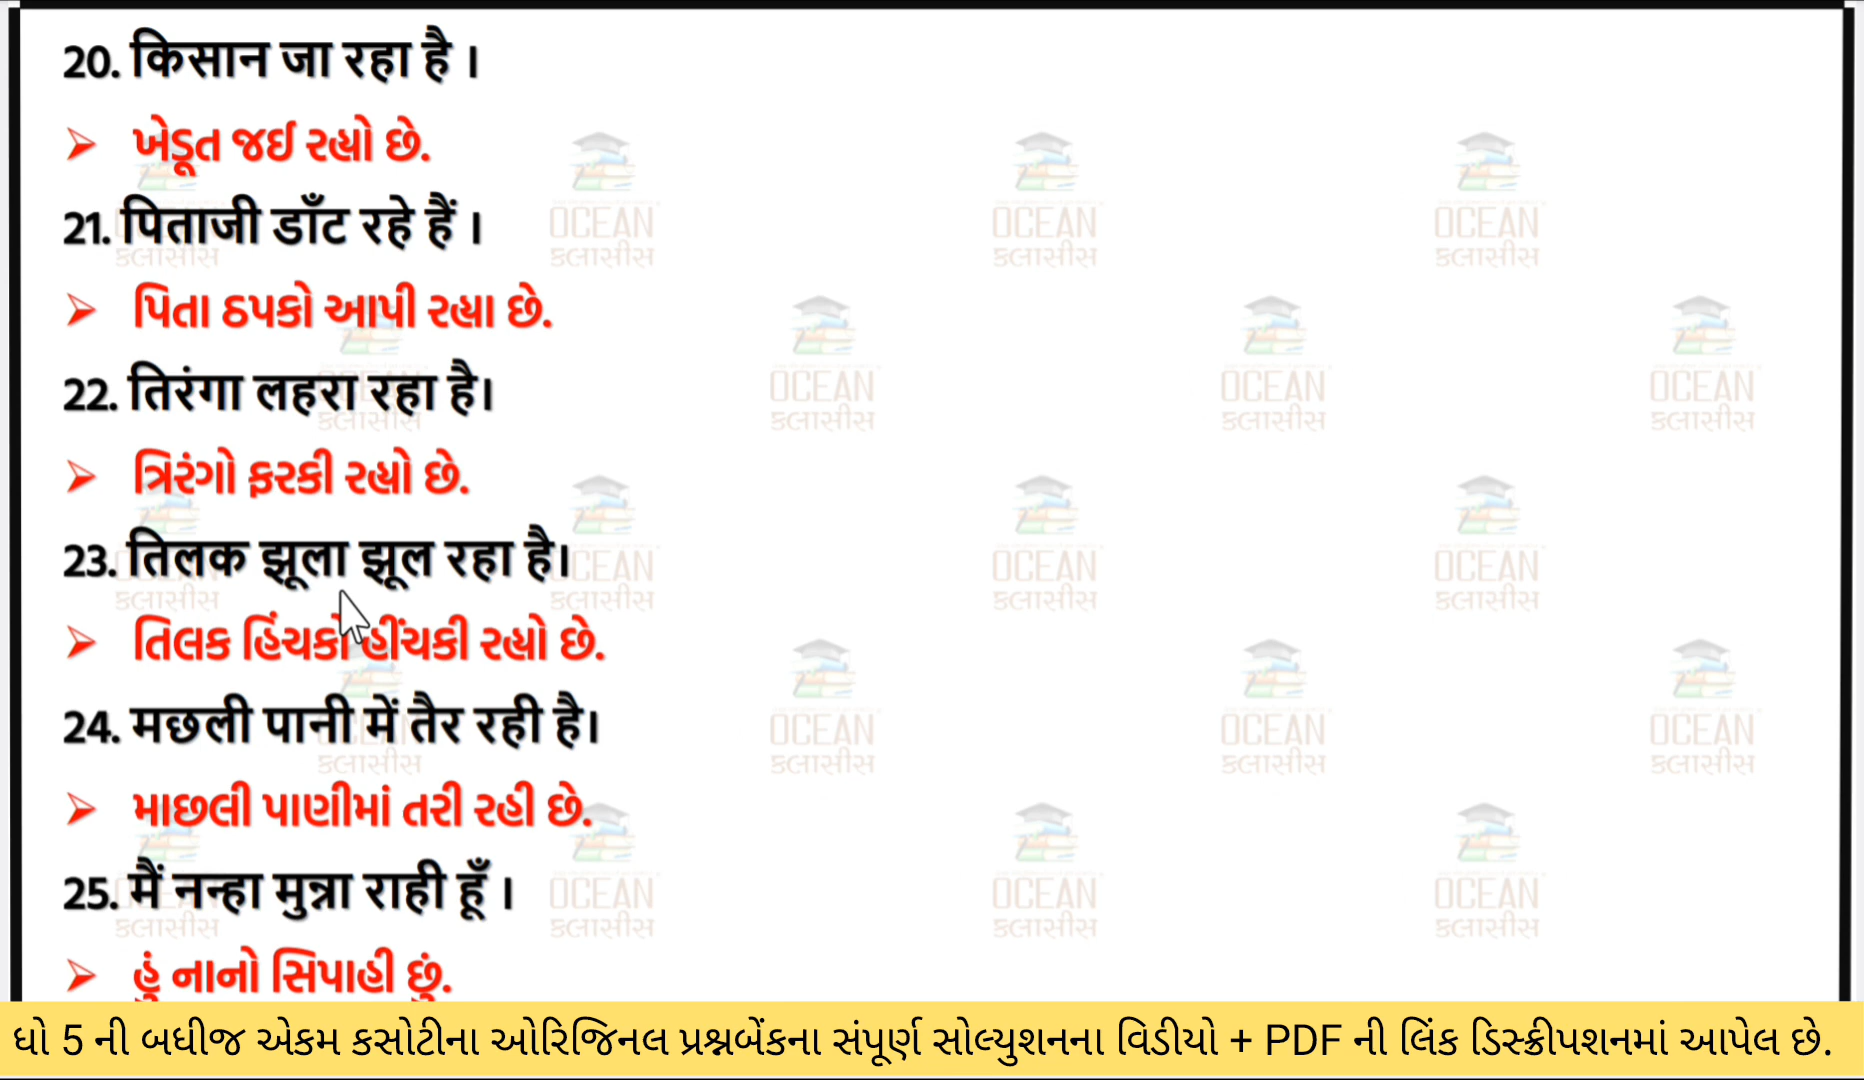 20. किसान जा रहा है ।
➢ ખેડૂત જઈ રહ્યો છે.
21. पिताजी डाँट रहे हैं ।
➢ પિતા ઠપકો આપી રહ્યા છે.
22. तिरंगा लहरा रहा है।
➢ ત્રિરંગો ફરકી રહ્યો છે.
23. तिलक झूला झूल रहा है।
➢ તિલક હિંચકો હીંચકી રહ્યો છે.
24. मछली पानी में तैर रही है।
➢ માછલી પાણીમાં તરી રહી છે.
25. मैं नन्हा मुन्ना राही हूँ ।
➢ હું નાનો સિપાહી છું.
ધો 5 ની બધીજ એકમ કસોટીના ઓરિજિનલ પ્રશ્નબેંકના સંપૂર્ણ સોલ્યુશનના વિડીયો + PDF ની લિંક ડિસ્ક્રીપશનમાં આપેલ છે.
OCEAN
કલાસીસ